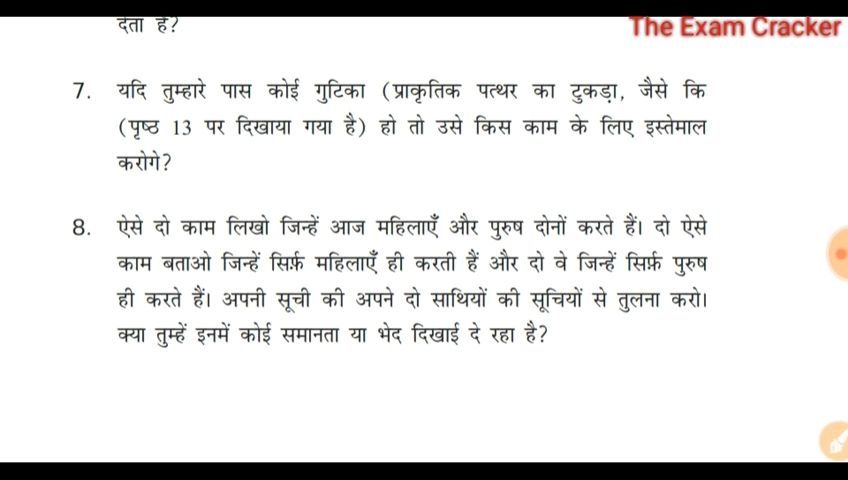 देता है?
The Exam Cracker
7. यदि तुम्हारे पास कोई गुटिका (प्राकृतिक पत्थर का टुकड़ा, जैसे कि
(पृष्ठ 13 पर दिखाया गया है) हो तो उसे किस काम के लिए इस्तेमाल
करोगे?
8. ऐसे दो काम लिखो जिन्हें आज महिलाएँ और पुरुष दोनों करते हैं। दो ऐसे
काम बताओ जिन्हें सिर्फ़ महिलाएँ ही करती हैं और दो वे जिन्हें सिर्फ़ पुरुष
ही करते हैं। अपनी सूची की अपने दो साथियों की सूचियों से तुलना करो।
क्या तुम्हें इनमें कोई समानता या भेद दिखाई दे रहा है?